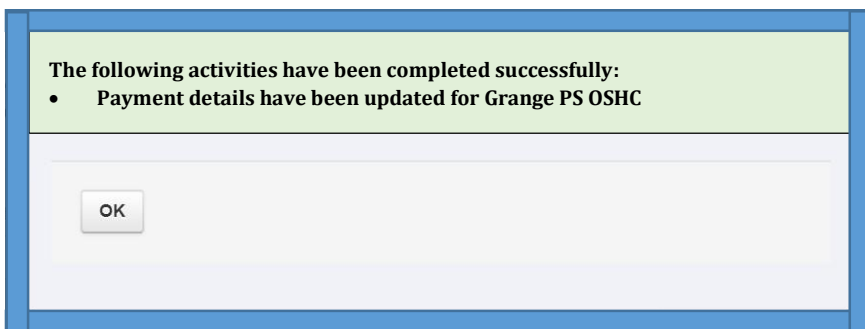 The following activities have been completed successfully:
• Payment details have been updated for Grange PS OSHC
OK